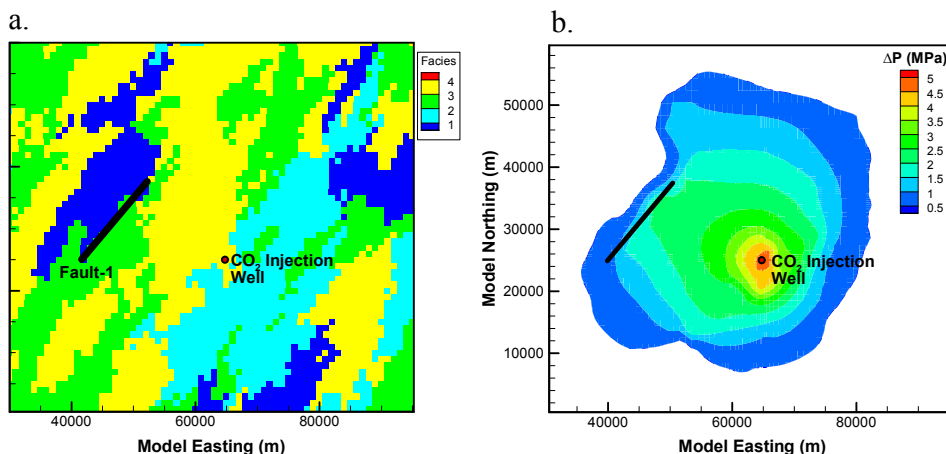 a.
Facies
4
3
2
1
Fault-1
CO2 Injection
Well
40000
60000
80000
Model Easting (m)
b.
ΔP (MPa)
5
4.5
4
3.5
3
2.5
2
1.5
1
0.5
50000
40000
30000
20000
10000
Model Northing (m)
CO2 Injection
Well
40000
60000
80000
Model Easting (m)